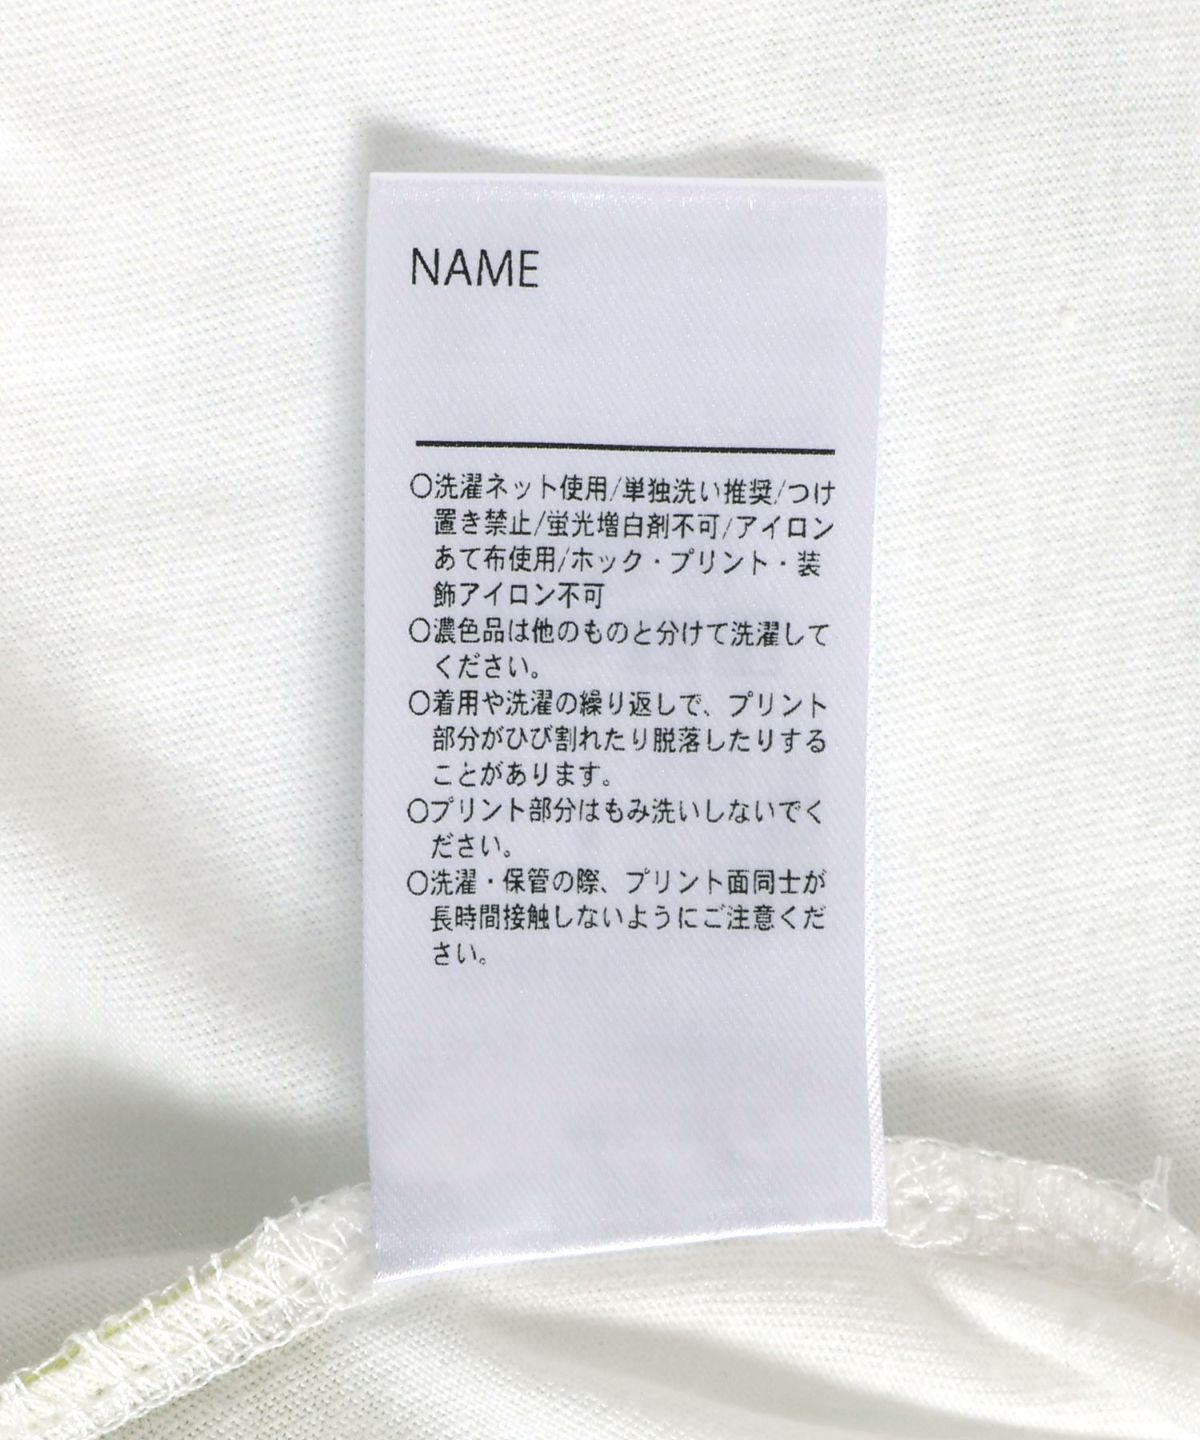 NAME
〇洗濯ネット使用/単独洗い推奨/つけ
置き禁止/蛍光増白剤不可/アイロン
あて布使用/ホック・プリント・装
飾アイロン不可
〇濃色品は他のものと分けて洗濯して
ください。
〇着用や洗濯の繰り返しで、プリント
部分がひび割れたり脱落したりする
ことがあります。
〇プリント部分はもみ洗いしないでく
ださい。
〇洗濯・保管の際、プリント面同士が
長時間接触しないようにご注意くだ
さい。